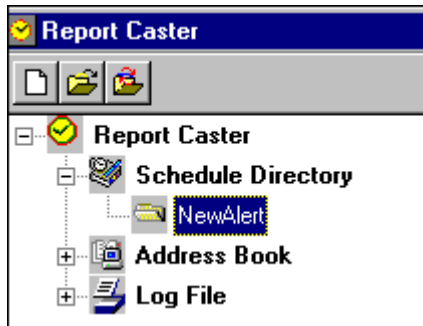 Report Caster
Report Caster
Schedule Directory
NewAlert
Address Book
Log File